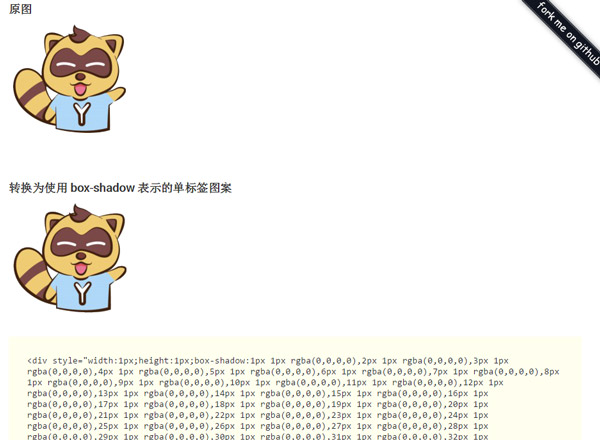 原图
fork me on github
Y
转换为使用 box-shadow 表示的单标签图案
Y
<div style="width:1px;height:1px;box-shadow:1px 1px rgba(0,0,0,0),2px 1px rgba(0,0,0,0),3px 1px
rgba(0,0,0,0),4px 1px rgba(0,0,0,0),5px 1px rgba(0,0,0,0),6px 1px rgba(0,0,0,0),7px 1px rgba(0,0,0,0),8px
1px rgba(0,0,0,0),9px 1px rgba(0,0,0,0),10px 1px rgba(0,0,0,0),11px 1px rgba(0,0,0,0),12px 1px
rgba(0,0,0,0),13px 1px rgba(0,0,0,0),14px 1px rgba(0,0,0,0),15px 1px rgba(0,0,0,0),16px 1px
rgba(0,0,0,0),17px 1px rgba(0,0,0,0),18px 1px rgba(0,0,0,0),19px 1px rgba(0,0,0,0),20px 1px
rgba(0,0,0,0),21px 1px rgba(0,0,0,0),22px 1px rgba(0,0,0,0),23px 1px rgba(0,0,0,0),24px 1px
rgba(0,0,0,0),25px 1px rgba(0,0,0,0),26px 1px rgba(0,0,0,0),27px 1px rgba(0,0,0,0),28px 1px
rgba(0,0,0,0),29px 1px rgba(0,0,0,0),30px 1px rgba(0,0,0,0),31px 1px rgba(0,0,0,0),32px 1px